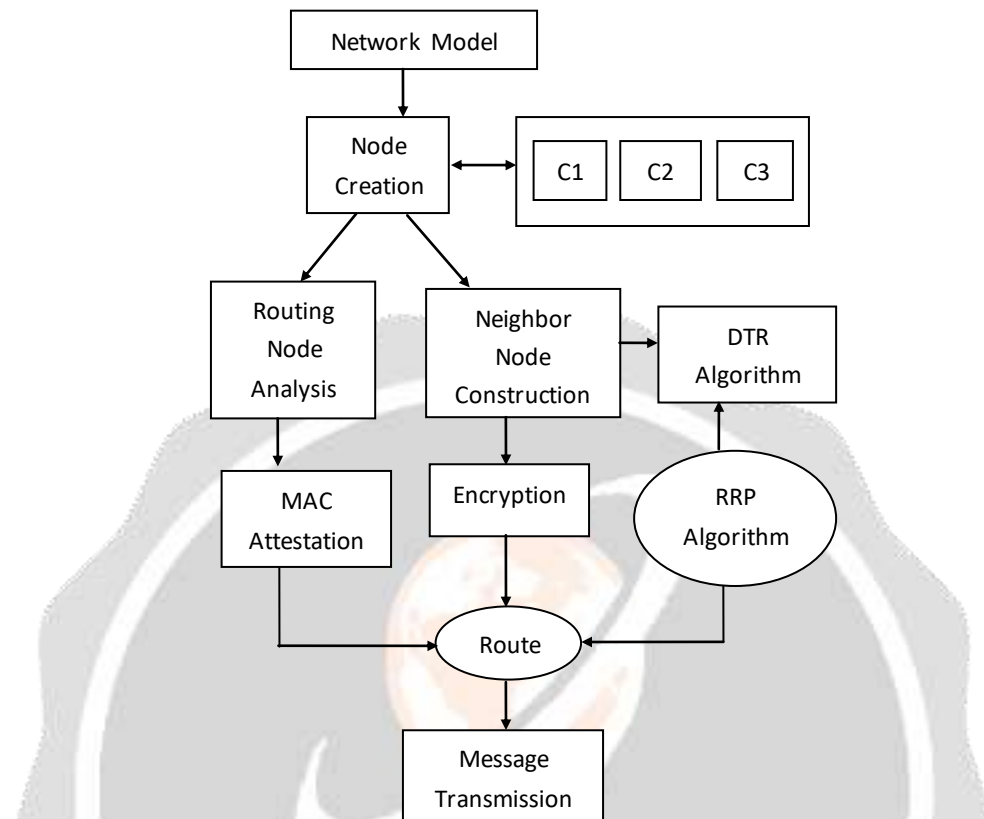 Network Model
Node
Creation
C1
C2
C3
Routing
Node
Analysis
Neighbor
Node
Construction
DTR
Algorithm
MAC
Attestation
Encryption
RRP
Algorithm
Route
Message
Transmission